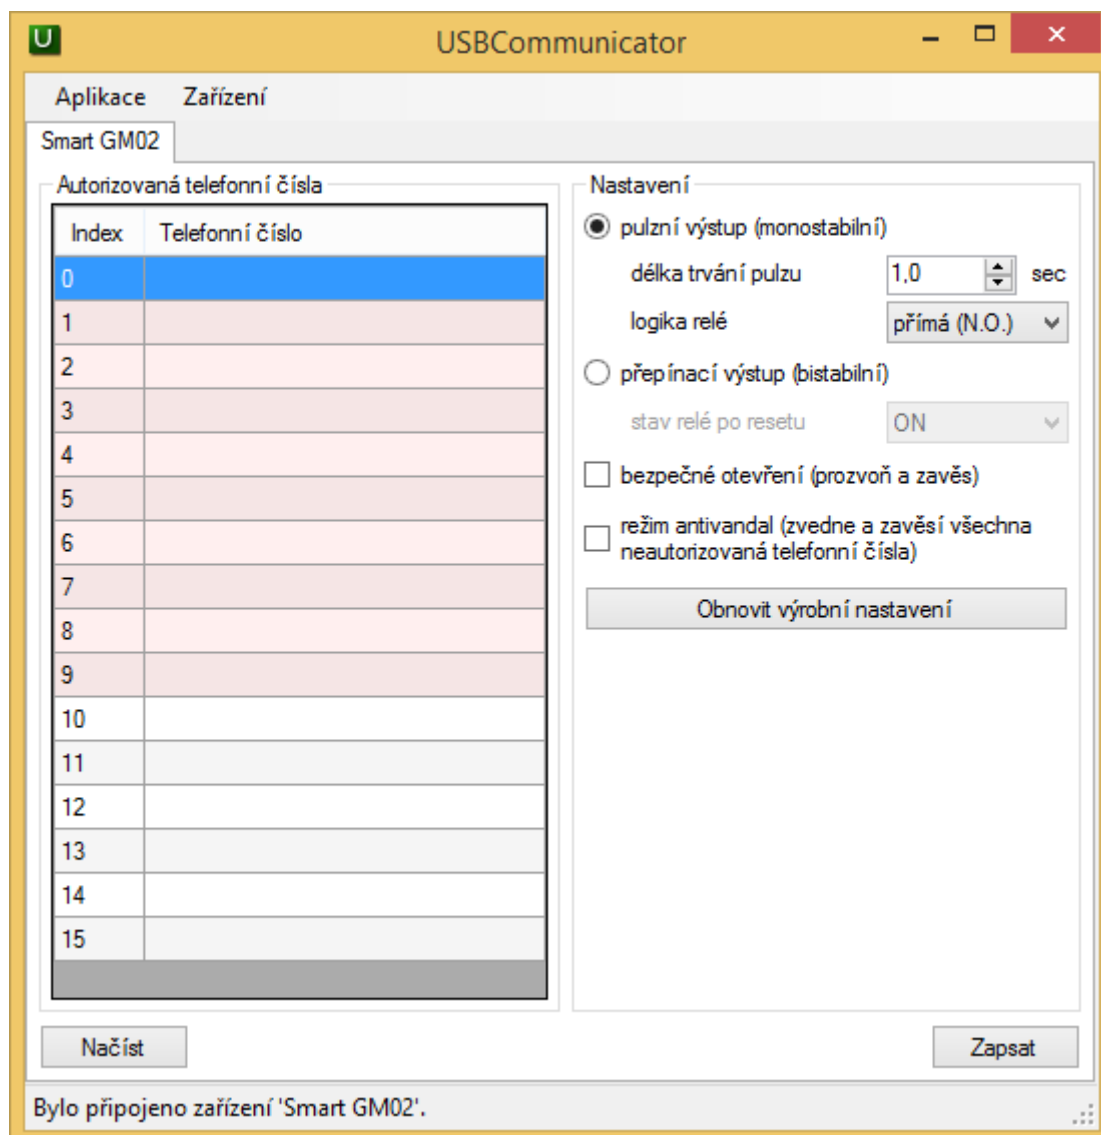 U USBCommunicator
Aplikace Zařízení
Smart GM02
Autorizovaná telefonní čísla
Index Telefonní číslo
0
1
2
3
4
5
6
7
8
9
10
11
12
13
14
15
Nastavení
pulzní výstup (monostabilní)
délka trvání pulzu 1,0 sec
logika relé přímá (N.O.)
přepínací výstup (bistabilní)
stav relé po resetu ON
bezpečné otevření (prozvoň a zavěs)
režim antivandal (zvedne a zavěsí všechna
neautorizovaná telefonní čísla)
Obnovit výrobní nastavení
Načíst Zapsat
Bylo připojeno zařízení 'Smart GM02'.